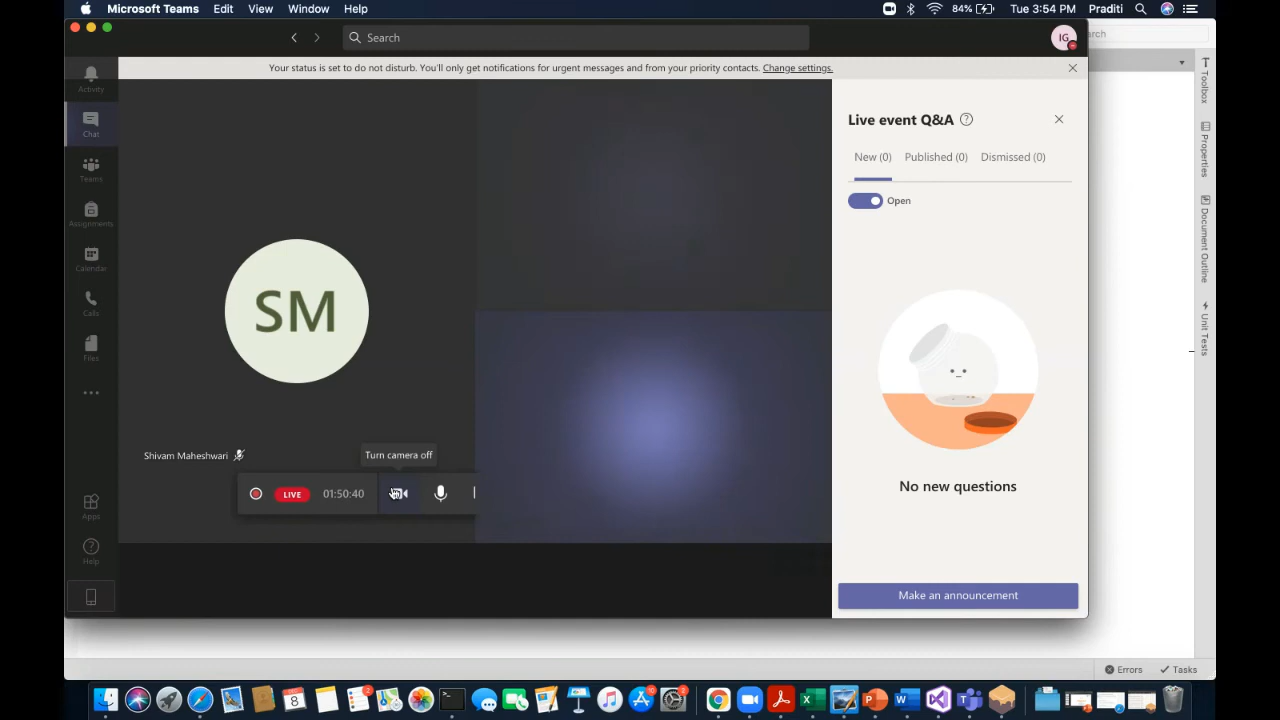 Microsoft Teams Edit View Window Help 84% Tue 3:54 PM Praditi
Search
IG
arch
Your status is set to do not disturb. You'll only get notifications for urgent messages and from your priority contacts. Change settings.
Activity
Chat
Teams
Assignments
Calendar
Calls
Files
Apps
Help
SM
Shivam Maheshwari
Turn camera off
LIVE 01:50:40
Live event Q&A
New (0) Published (0) Dismissed (0)
Open
No new questions
Make an announcement
Toolbox
Properties
Document Outline
Unit Tests
Errors Tasks